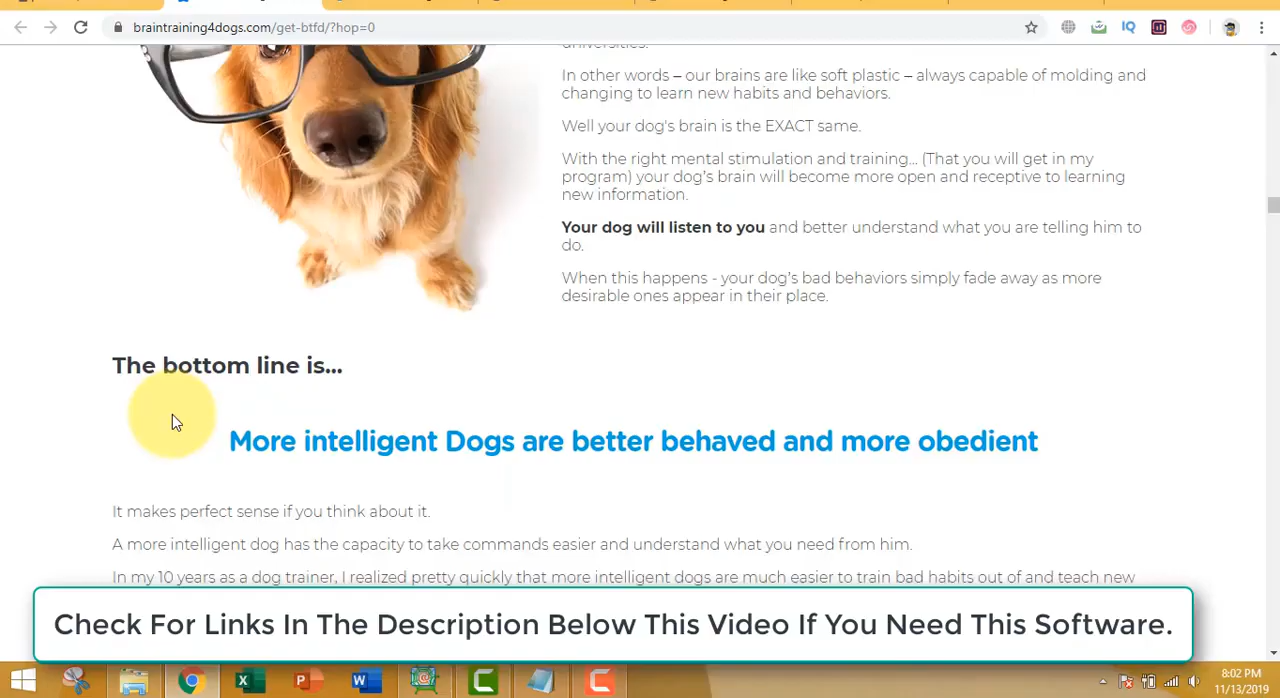 braintraining4dogs.com/get-btfd/?hop=0
universities.
In other words – our brains are like soft plastic – always capable of molding and
changing to learn new habits and behaviors.
Well your dog's brain is the EXACT same.
With the right mental stimulation and training... (That you will get in my
program) your dog's brain will become more open and receptive to learning
new information.
Your dog will listen to you and better understand what you are telling him to
do.
When this happens - your dog's bad behaviors simply fade away as more
desirable ones appear in their place.
The bottom line is...
More intelligent Dogs are better behaved and more obedient
It makes perfect sense if you think about it.
A more intelligent dog has the capacity to take commands easier and understand what you need from him.
In my 10 years as a dog trainer, I realized pretty quickly that more intelligent dogs are much easier to train bad habits out of and teach new
Check For Links In The Description Below This Video If You Need This Software.
8:02 PM
11/13/2019